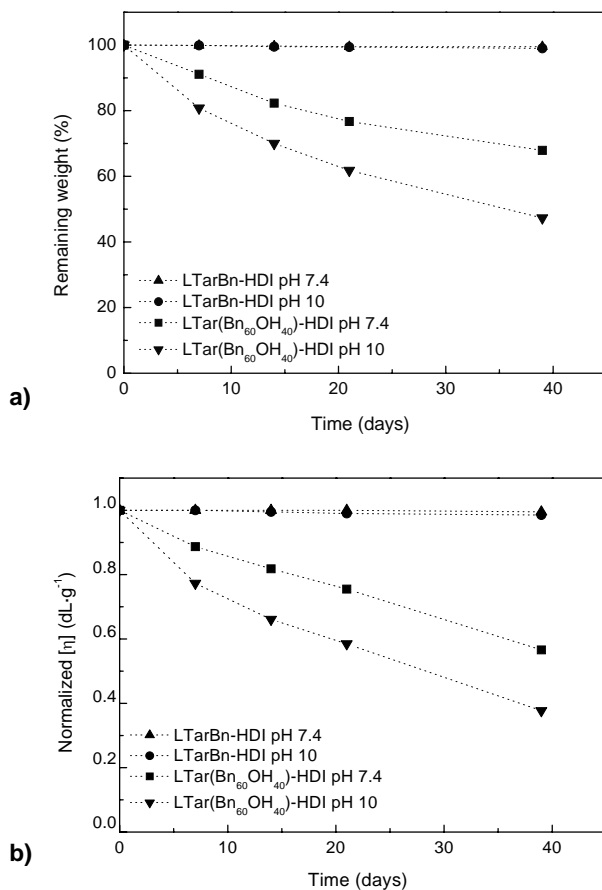 100
80
60
40
20
0
Remaining weight (%)
LTarBn-HDI pH 7.4
LTarBn-HDI pH 10
LTar(Bn₆₀OH₄₀)-HDI pH 7.4
LTar(Bn₆₀OH₄₀)-HDI pH 10
0 10 20 30 40
Time (days)
a)
1.0
0.8
0.6
0.4
0.2
0.0
Normalized [η] (dL·g⁻¹)
LTarBn-HDI pH 7.4
LTarBn-HDI pH 10
LTar(Bn₆₀OH₄₀)-HDI pH 7.4
LTar(Bn₆₀OH₄₀)-HDI pH 10
0 10 20 30 40
Time (days)
b)